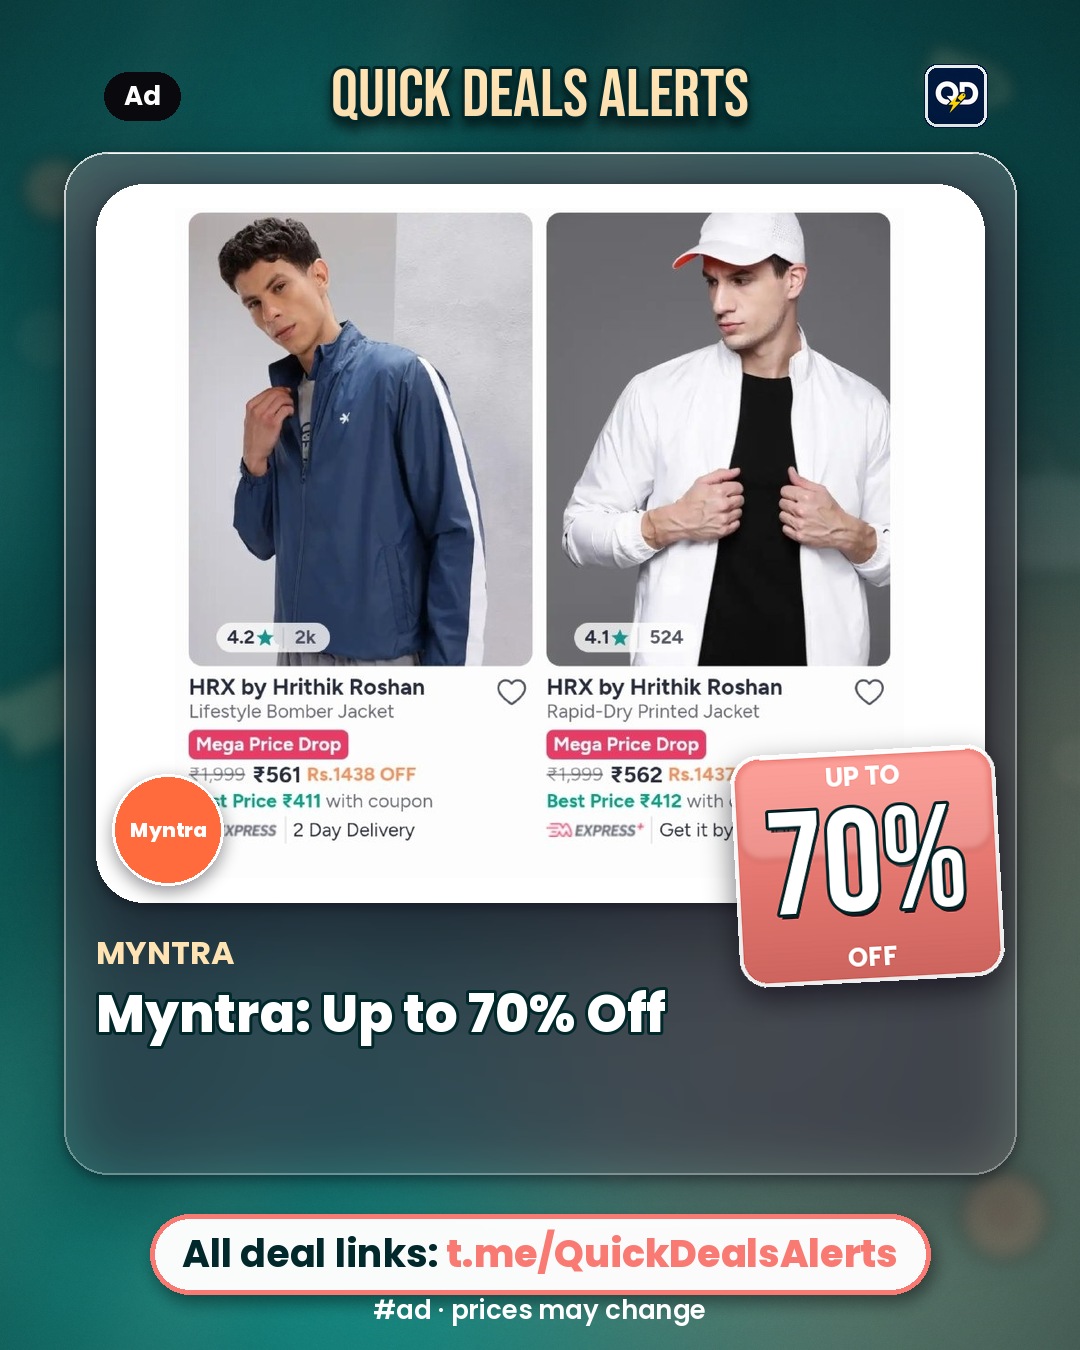 Ad
QUICK DEALS ALERTS
QD
4.2★ | 2k
4.1★ | 524
HRX by Hrithik Roshan
Lifestyle Bomber Jacket
Mega Price Drop
₹1,999 ₹561 Rs.1438 OFF
st Price ₹411 with coupon
XPRESS | 2 Day Delivery
HRX by Hrithik Roshan
Rapid-Dry Printed Jacket
Mega Price Drop
₹1,999 ₹562 Rs.1437
Best Price ₹412 with
EXPRESS+ | Get it by
Myntra
UP TO
70%
OFF
MYNTRA
Myntra: Up to 70% Off
All deal links: t.me/QuickDealsAlerts
#ad · prices may change